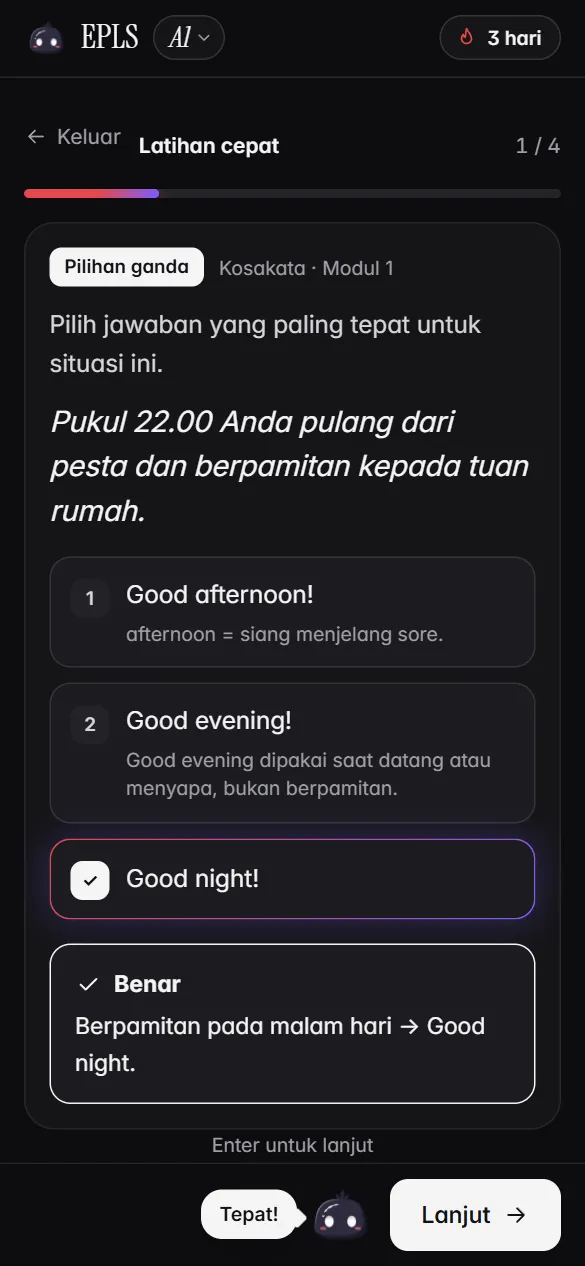 EPLS A1 3 hari
← Keluar Latihan cepat 1 / 4
Pilihan ganda Kosakata · Modul 1
Pilih jawaban yang paling tepat untuk
situasi ini.
Pukul 22.00 Anda pulang dari
pesta dan berpamitan kepada tuan
rumah.
1 Good afternoon!
afternoon = siang menjelang sore.
2 Good evening!
Good evening dipakai saat datang atau
menyapa, bukan berpamitan.
✓ Good night!
✓ Benar
Berpamitan pada malam hari → Good
night.
Enter untuk lanjut
Tepat! Lanjut →